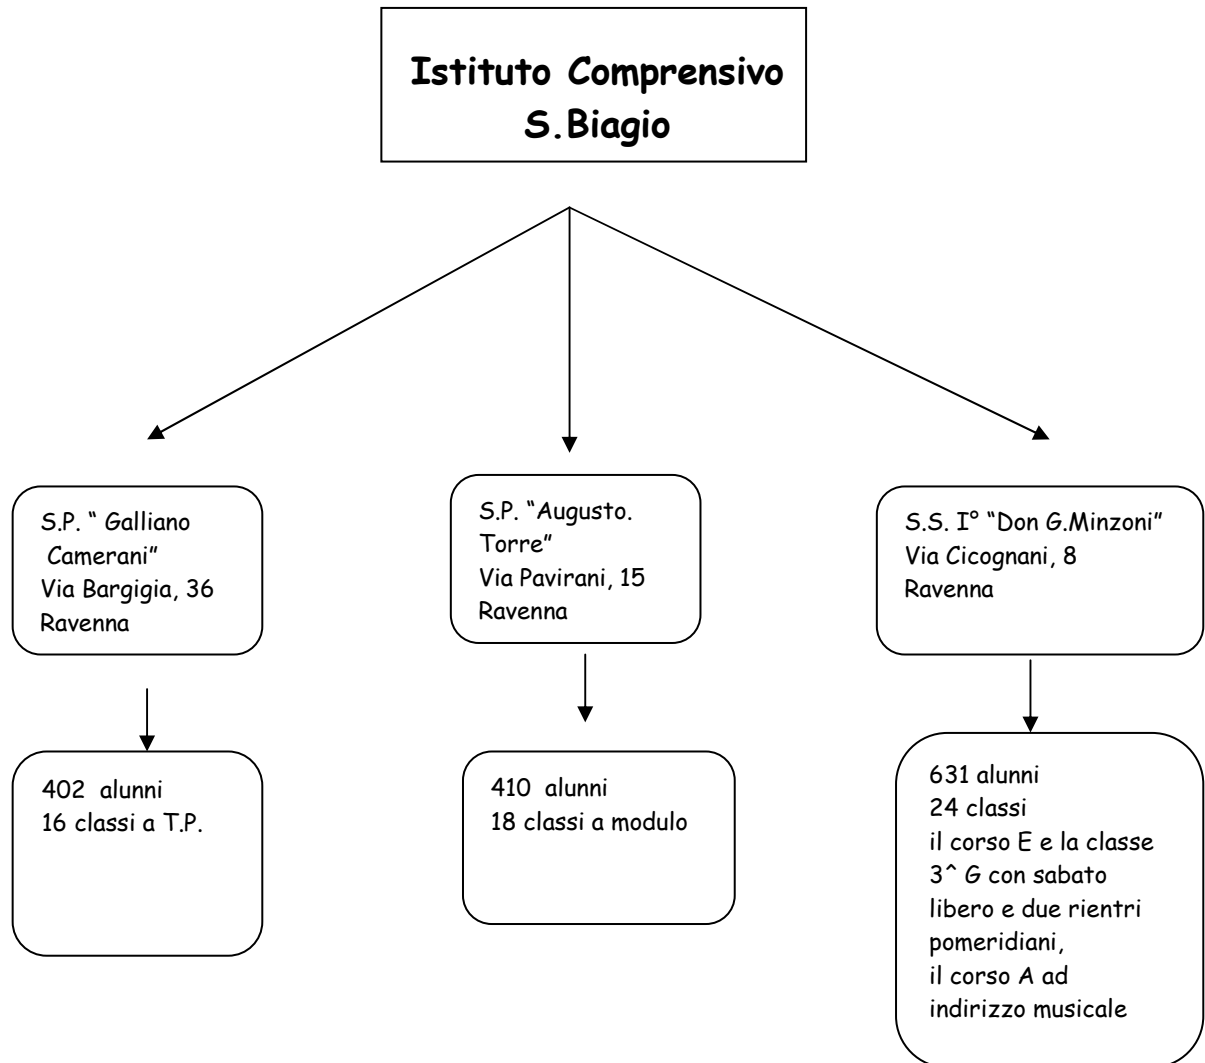 Istituto Comprensivo
S.Biagio
S.P. “ Galliano
Camerani”
Via Bargigia, 36
Ravenna
S.P. “Augusto.
Torre”
Via Pavirani, 15
Ravenna
S.S. I° “Don G.Minzoni”
Via Cicognani, 8
Ravenna
402  alunni
16 classi a T.P.
410  alunni
18 classi a modulo
631 alunni
24 classi
il corso E e la classe
3^ G con sabato
libero e due rientri
pomeridiani,
il corso A ad
indirizzo musicale